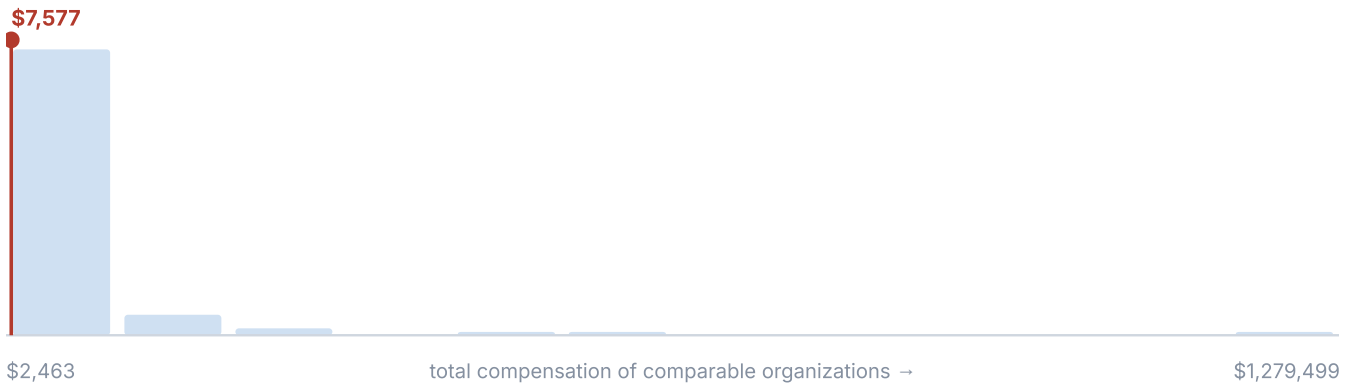 $7,577
$2,463 total compensation of comparable organizations → $1,279,499